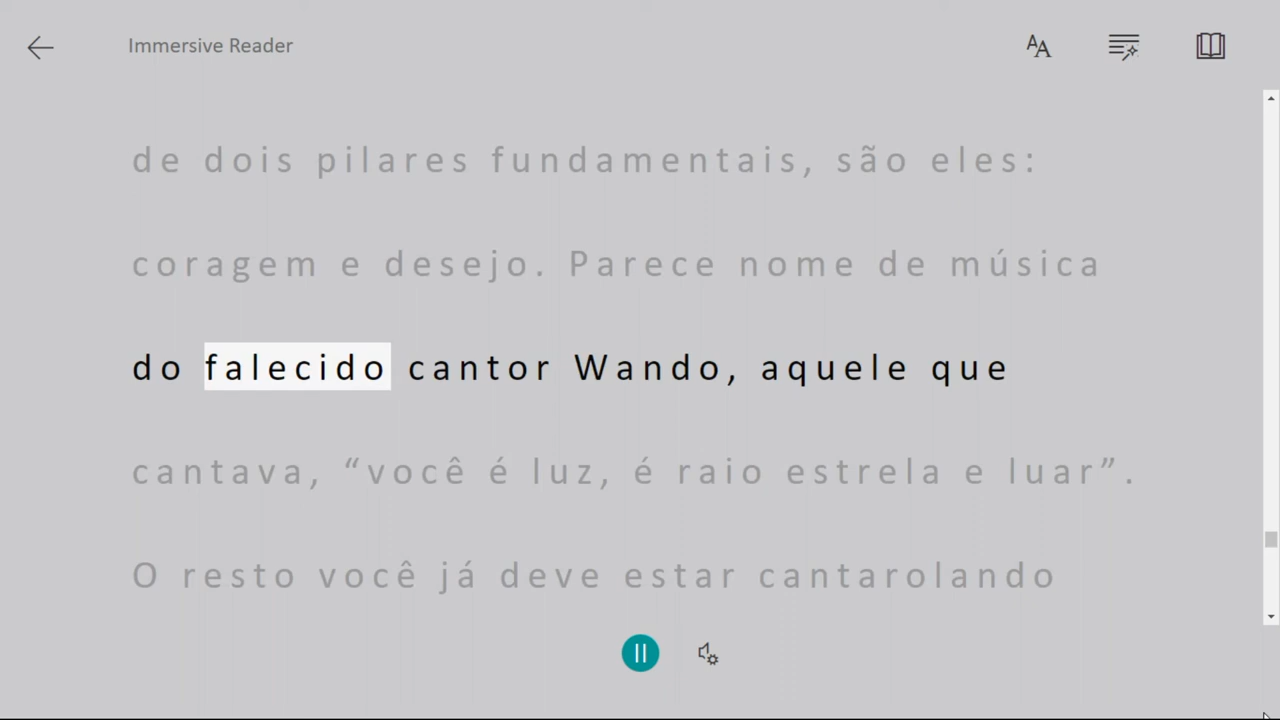 Immersive Reader
de dois pilares fundamentais, são eles:
coragem e desejo. Parece nome de música
do falecido cantor Wando, aquele que
cantava, “você é luz, é raio estrela e luar”.
O resto você já deve estar cantarolando